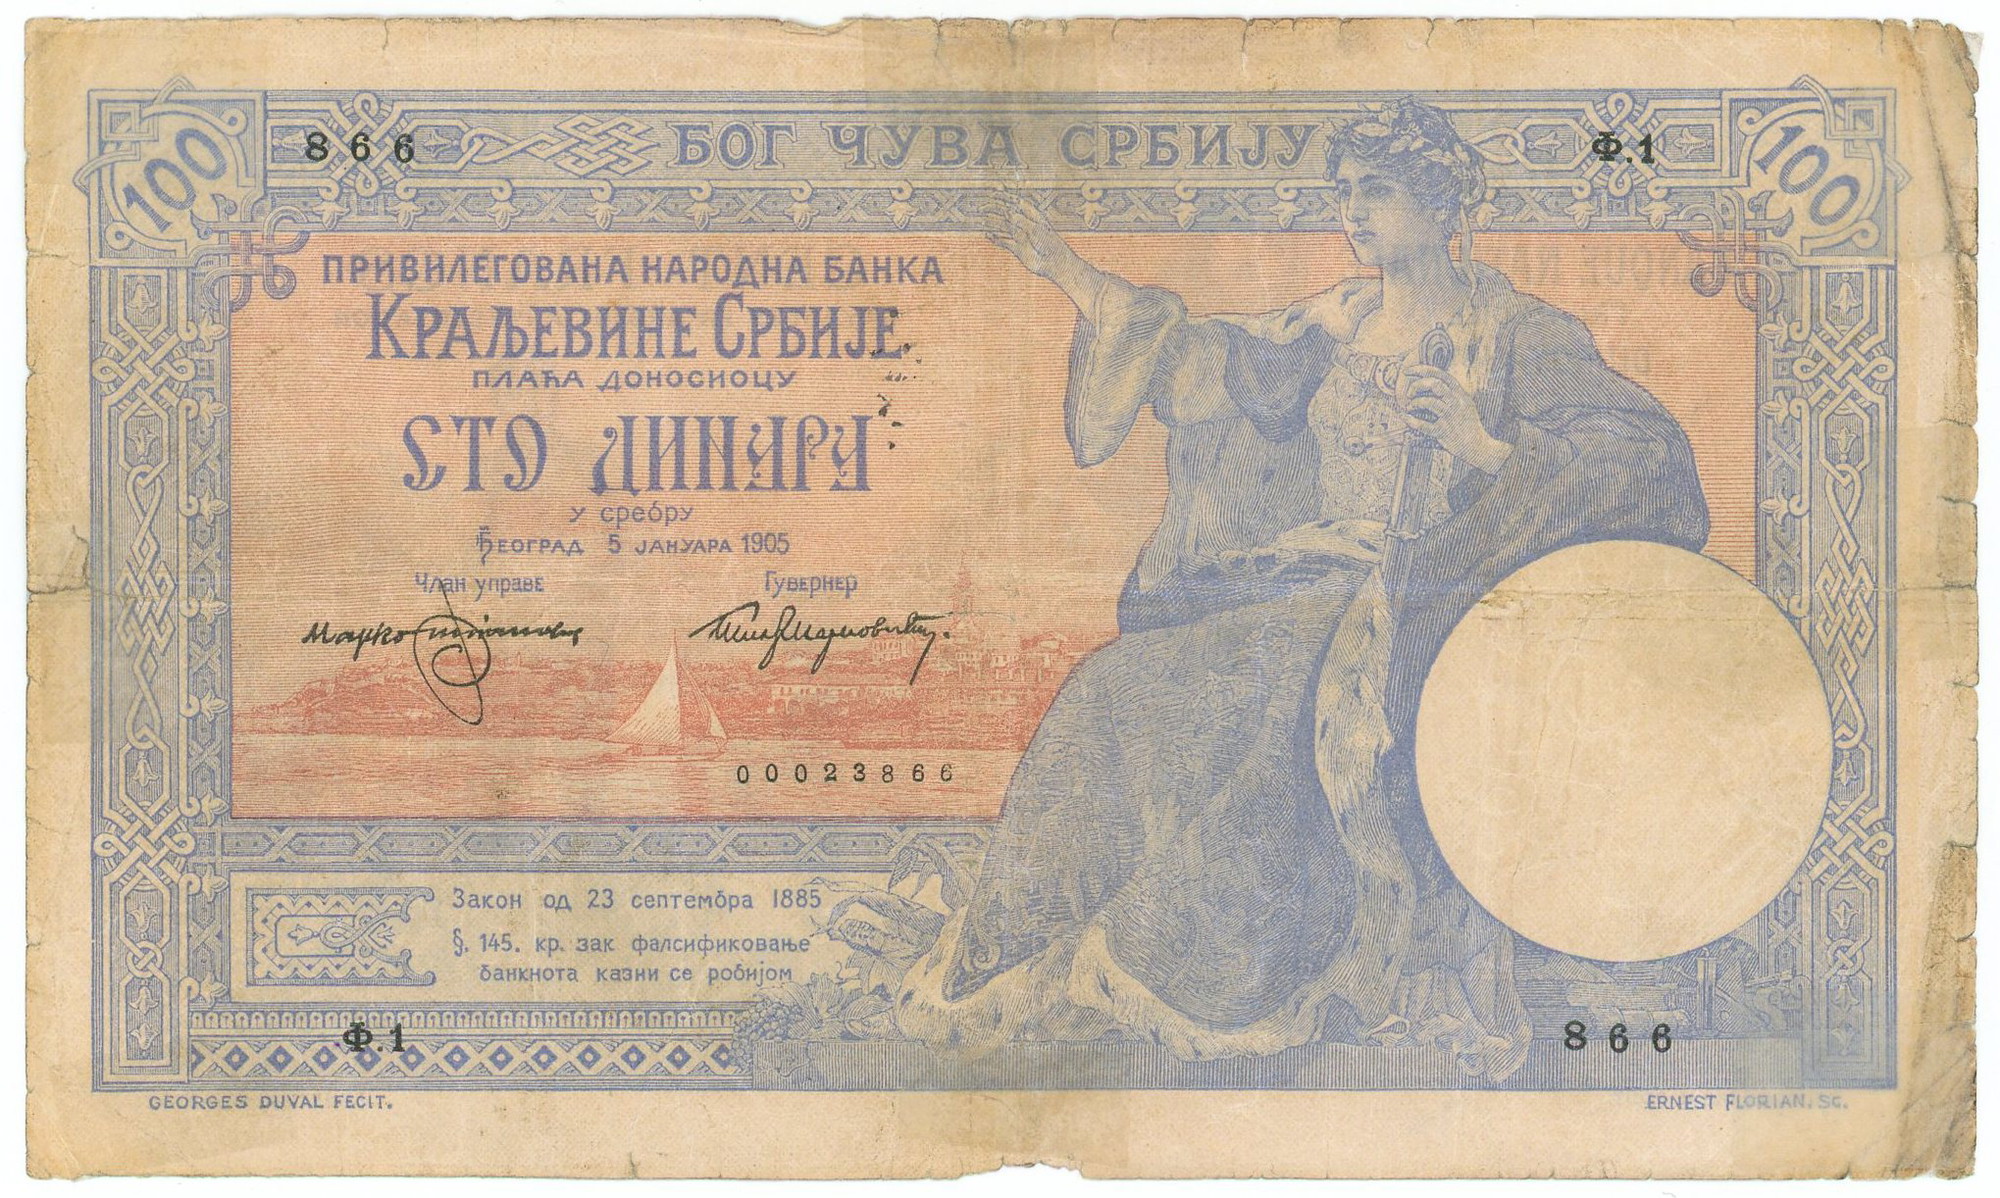 100
866
БОГ ЧУВА СРБИЈУ
Ф.1
100
ПРИВИЛЕГОВАНА НАРОДНА БАНКА
КРАЉЕВИНЕ СРБИЈЕ
ПЛАЋА ДОНОСИОЦУ
СТО ДИНАРА
у сребру
БЕОГРАД 5 ЈАНУАРА 1905
Члан управе Гувернер
Марко
00023866
Закон од 23 септембра 1885
§. 145. кр. зак фалсификовање
банкнота казни се робијом
Ф.1
866
GEORGES DUVAL FECIT.
ERNEST FLORIAN. SC.